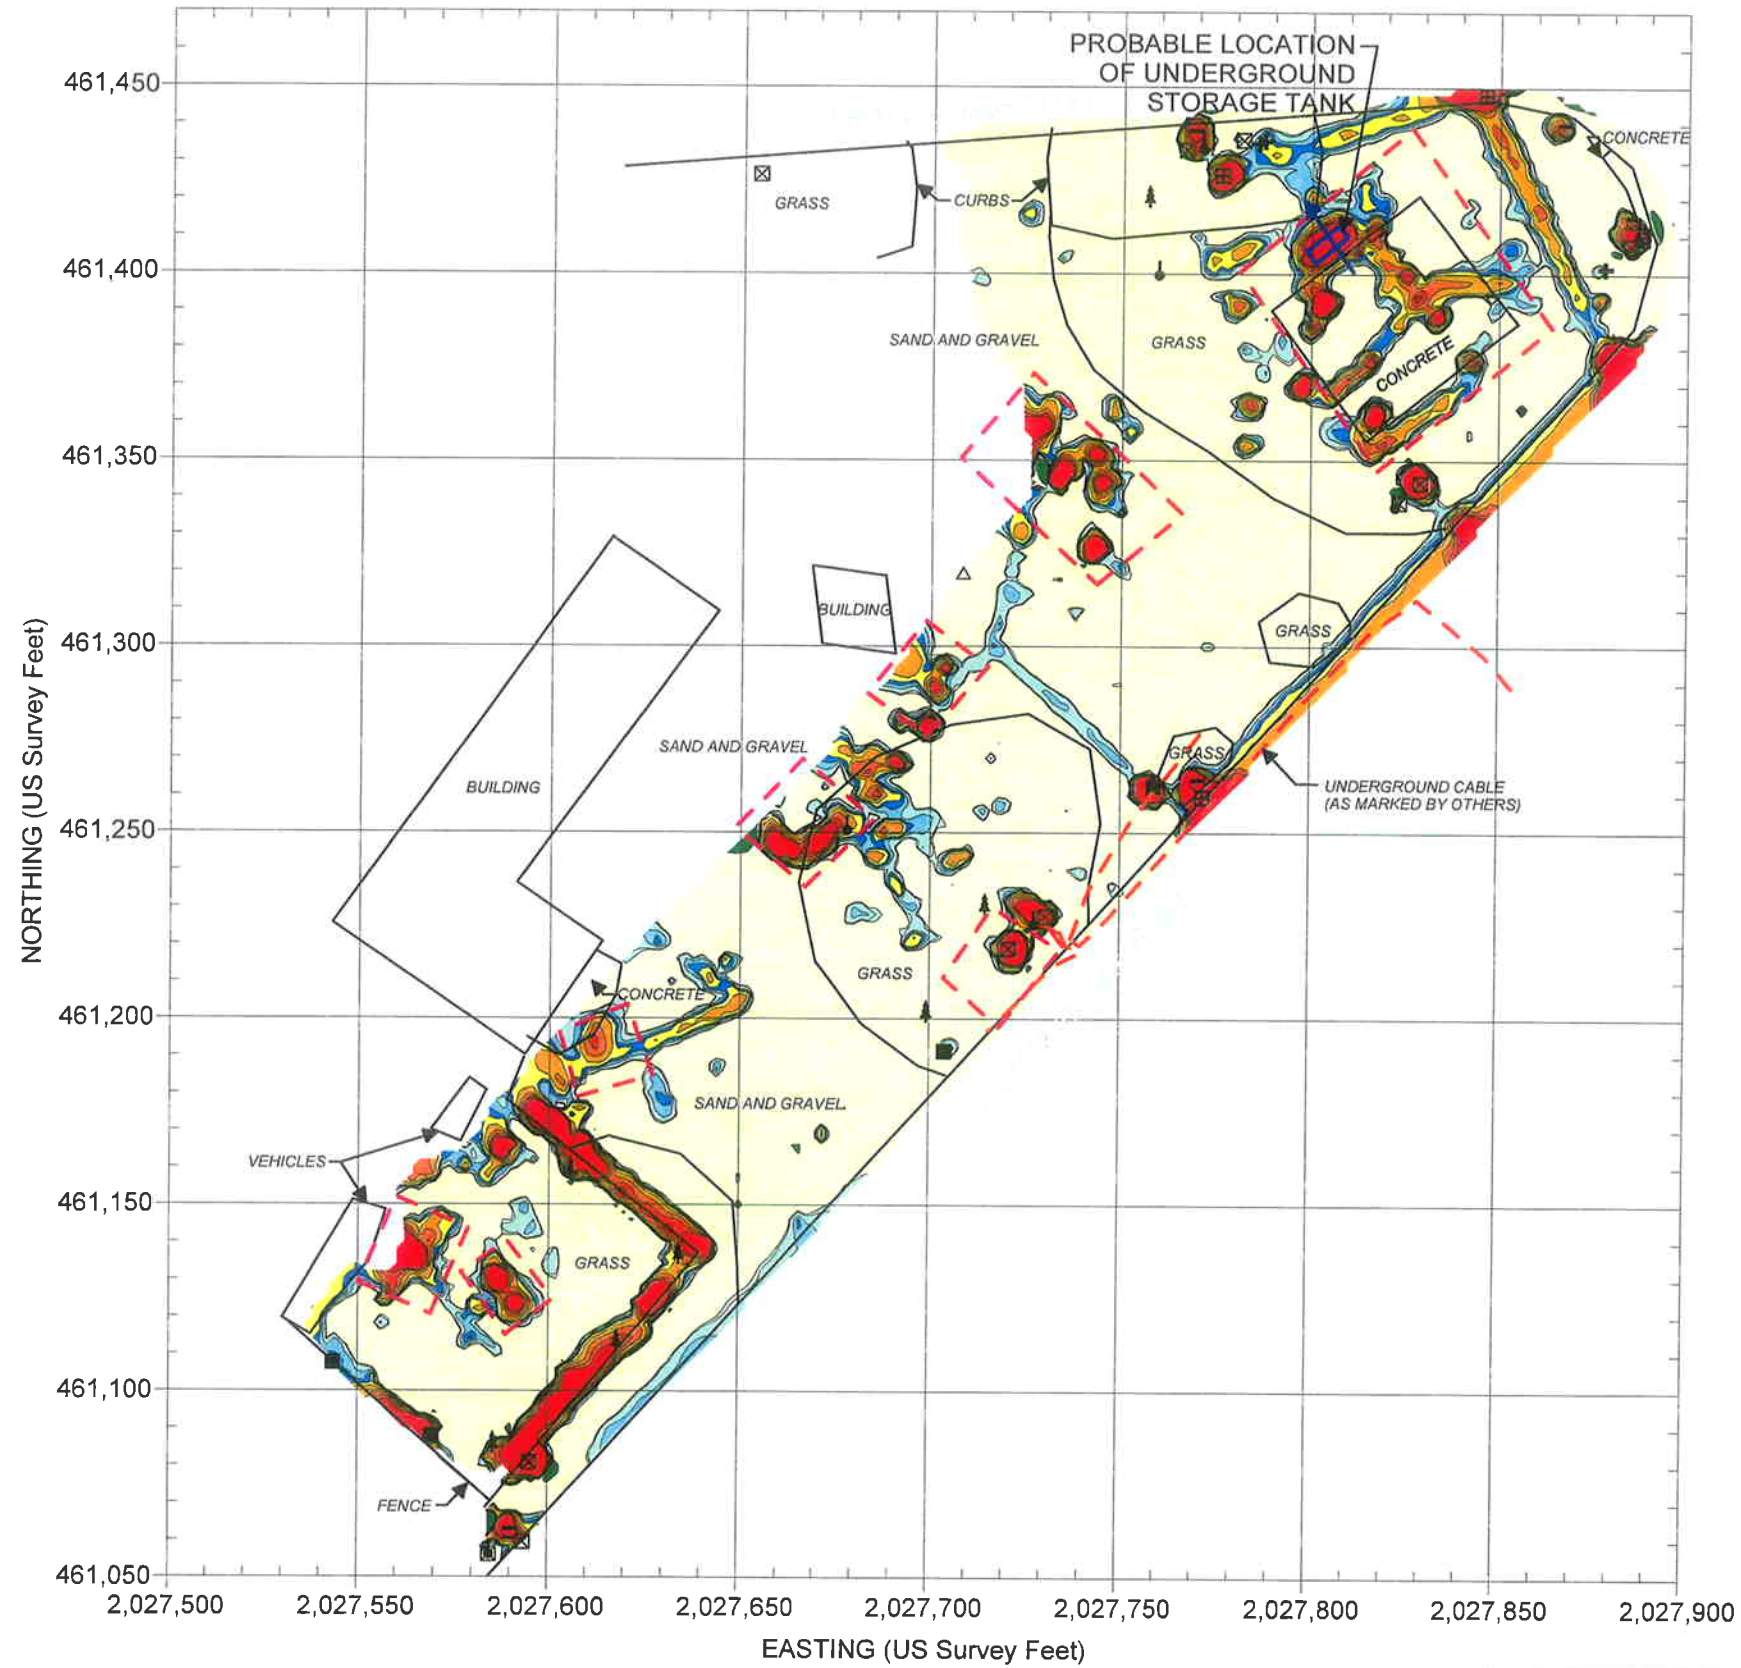 PROBABLE LOCATION
OF UNDERGROUND
STORAGE TANK
461,450
CONCRETE
GRASS
CURBS
461,400
SAND AND GRAVEL
GRASS
CONCRETE
461,350
BUILDING
GRASS
461,300
SAND AND GRAVEL
GRASS
BUILDING
UNDERGROUND CABLE
(AS MARKED BY OTHERS)
461,250
GRASS
CONCRETE
461,200
SAND AND GRAVEL
VEHICLES
461,150
GRASS
461,100
FENCE
461,050
NORTHING (US Survey Feet)
2,027,500 2,027,550 2,027,600 2,027,650 2,027,700 2,027,750 2,027,800 2,027,850 2,027,900
EASTING (US Survey Feet)